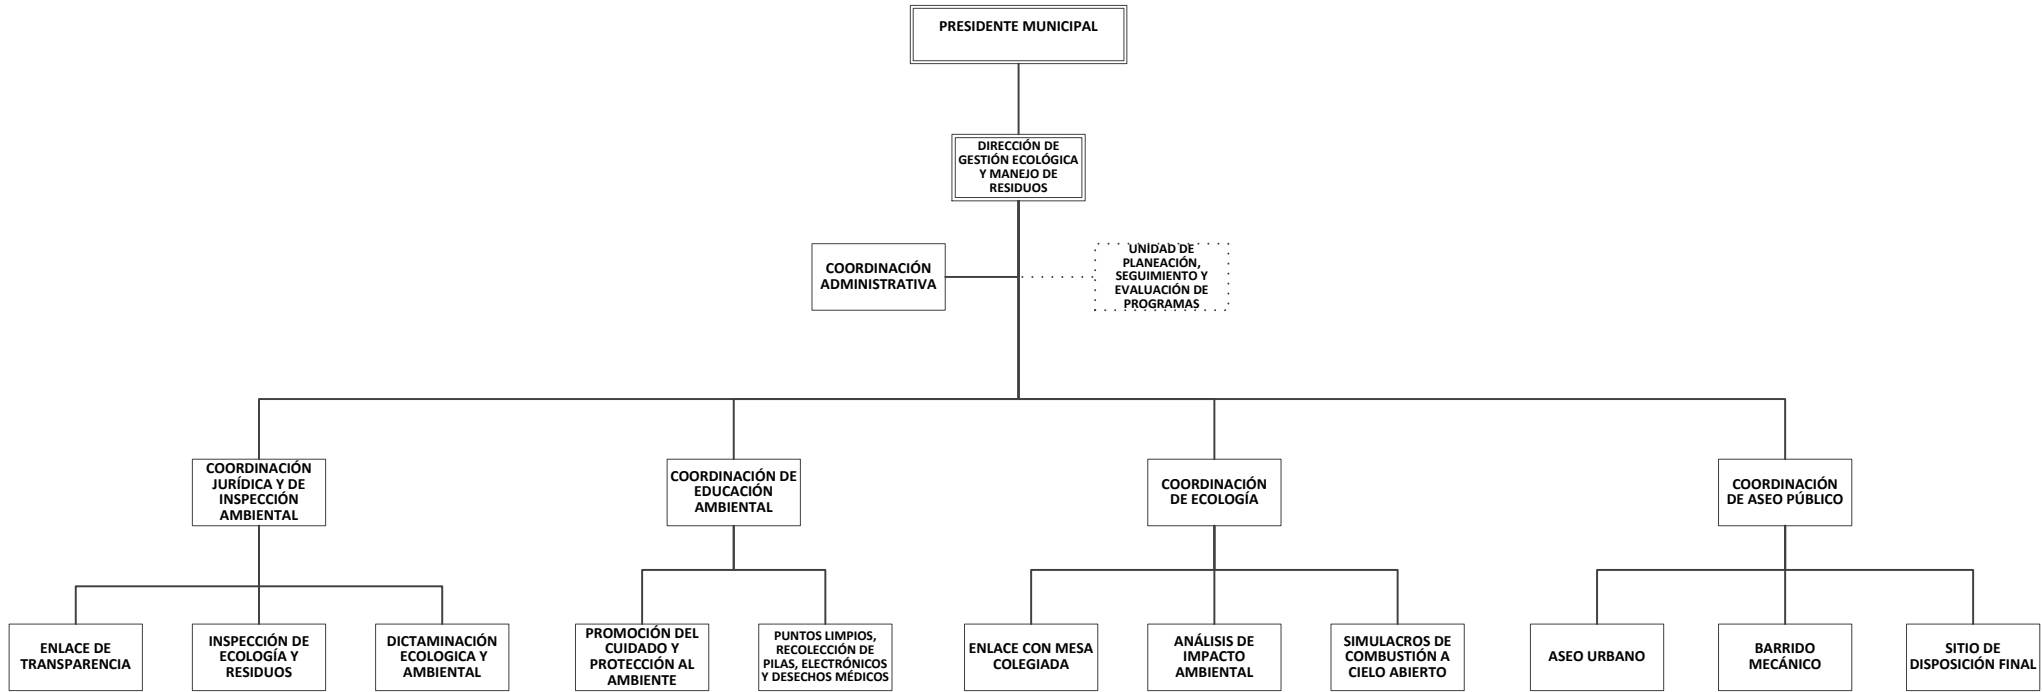 PRESIDENTE MUNICIPAL
DIRECCIÓN DE
GESTIÓN ECOLÓGICA
Y MANEJO DE
RESIDUOS
COORDINACIÓN
ADMINISTRATIVA
UNIDAD DE
PLANEACIÓN,
SEGUIMIENTO Y
EVALUACIÓN DE
PROGRAMAS
COORDINACIÓN
JURÍDICA Y DE
INSPECCIÓN
AMBIENTAL
COORDINACIÓN DE
EDUCACIÓN
AMBIENTAL
COORDINACIÓN
DE ECOLOGÍA
COORDINACIÓN
DE ASEO PÚBLICO
ENLACE DE
TRANSPARENCIA
INSPECCIÓN DE
ECOLOGÍA Y
RESIDUOS
DICTAMINACIÓN
ECOLOGICA Y
AMBIENTAL
PROMOCIÓN DEL
CUIDADO Y
PROTECCIÓN AL
AMBIENTE
PUNTOS LIMPIOS,
RECOLECCIÓN DE
PILAS, ELECTRÓNICOS
Y DESECHOS MÉDICOS
ENLACE CON MESA
COLEGIADA
ANÁLISIS DE
IMPACTO
AMBIENTAL
SIMULACROS DE
COMBUSTIÓN A
CIELO ABIERTO
ASEO URBANO
BARRIDO
MECÁNICO
SITIO DE
DISPOSICIÓN FINAL